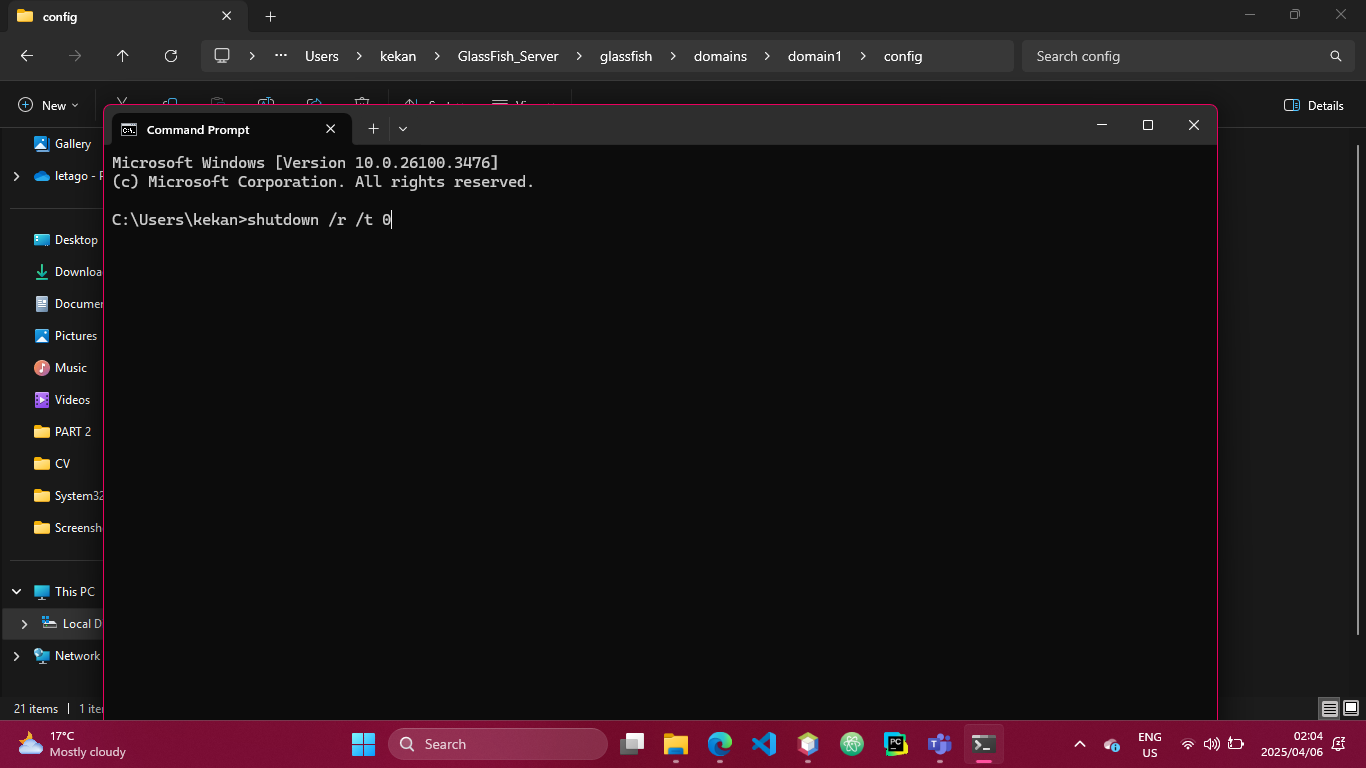 config
Users
kekan
GlassFish_Server
glassfish
domains
domain1
config
Search config
New
Details
Command Prompt
Microsoft Windows [Version 10.0.26100.3476]
(c) Microsoft Corporation. All rights reserved.
C:\Users\kekan>shutdown /r /t 0
Gallery
letago - P
Desktop
Downloa
Documen
Pictures
Music
Videos
PART 2
CV
System32
Screensh
This PC
Local D
Network
21 items
1 iter
17°C
Mostly cloudy
Search
PC
ENG
US
02:04
2025/04/06